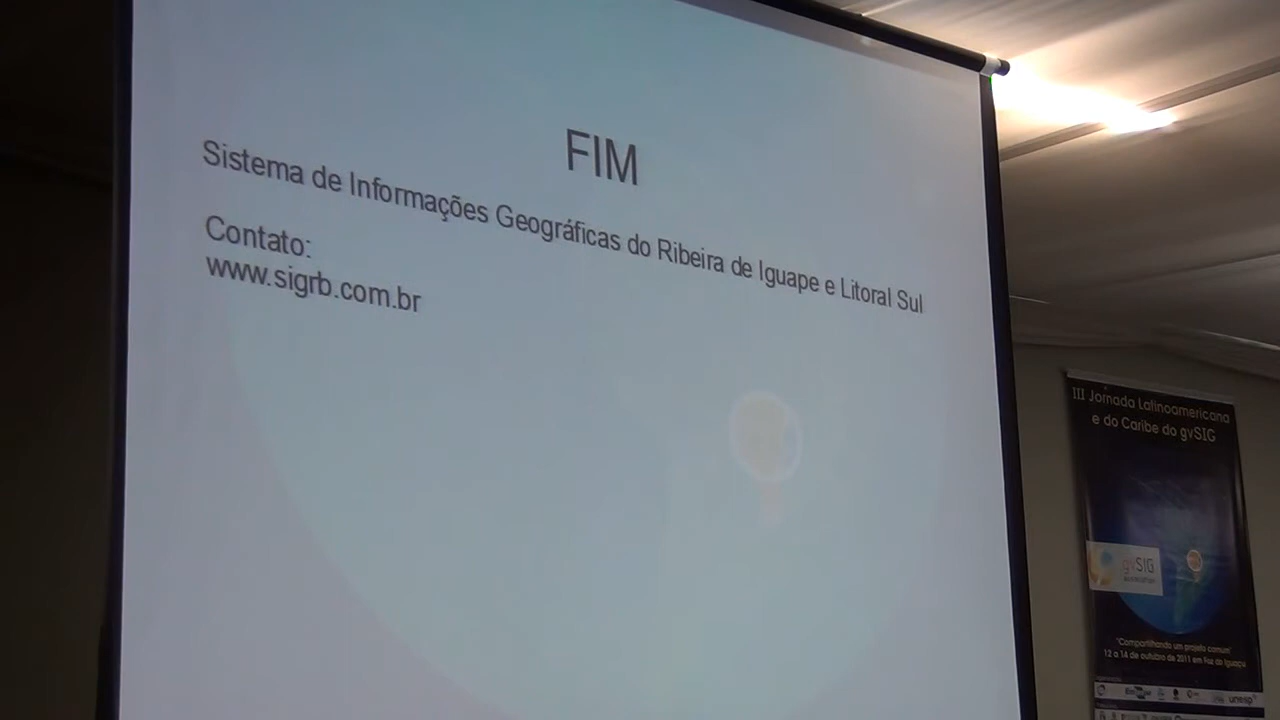 FIM
Sistema de Informações Geográficas do Ribeira de Iguape e Litoral Sul
Contato:
www.sigrb.com.br
III Jornada Latinoamericana
e do Caribe do gvSIG
gvSIG
"Compartilhando um projeto comum"
12 a 14 de outubro de 2011 em Foz do Iguaçu
unesp